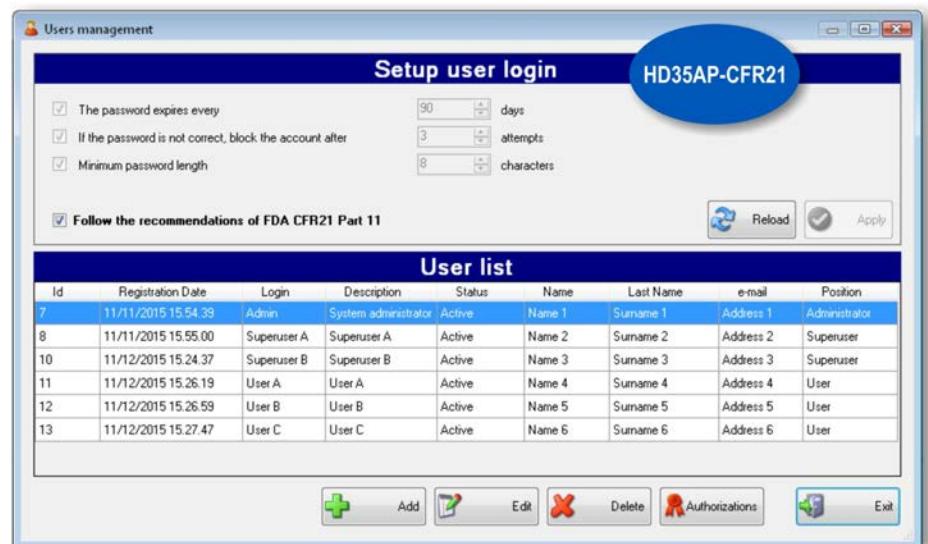 Users management
Setup user login
HD35AP-CFR21
The password expires every 90 days
If the password is not correct, block the account after 3 attempts
Minimum password length 8 characters
Follow the recommendations of FDA CFR21 Part 11
Reload Apply
User list
Id Registration Date Login Description Status Name Last Name e-mail Position
7 11/11/2015 15.54.39 Admin System administrator Active Name 1 Surname 1 Address 1 Administrator
8 11/11/2015 15.55.00 Superuser A Superuser A Active Name 2 Surname 2 Address 2 Superuser
10 11/12/2015 15.24.37 Superuser B Superuser B Active Name 3 Surname 3 Address 3 Superuser
11 11/12/2015 15.26.19 User A User A Active Name 4 Surname 4 Address 4 User
12 11/12/2015 15.26.59 User B User B Active Name 5 Surname 5 Address 5 User
13 11/12/2015 15.27.47 User C User C Active Name 6 Surname 6 Address 6 User
Add Edit Delete Authorizations Exit